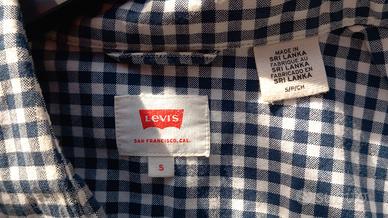 LEVI'S
SAN FRANCISCO, CAL.
S
MADE IN
SRI LANKA
FABRIQUÉ AU
SRI LANKA
FABRICADO EN
SRI LANKA
S/P/CH